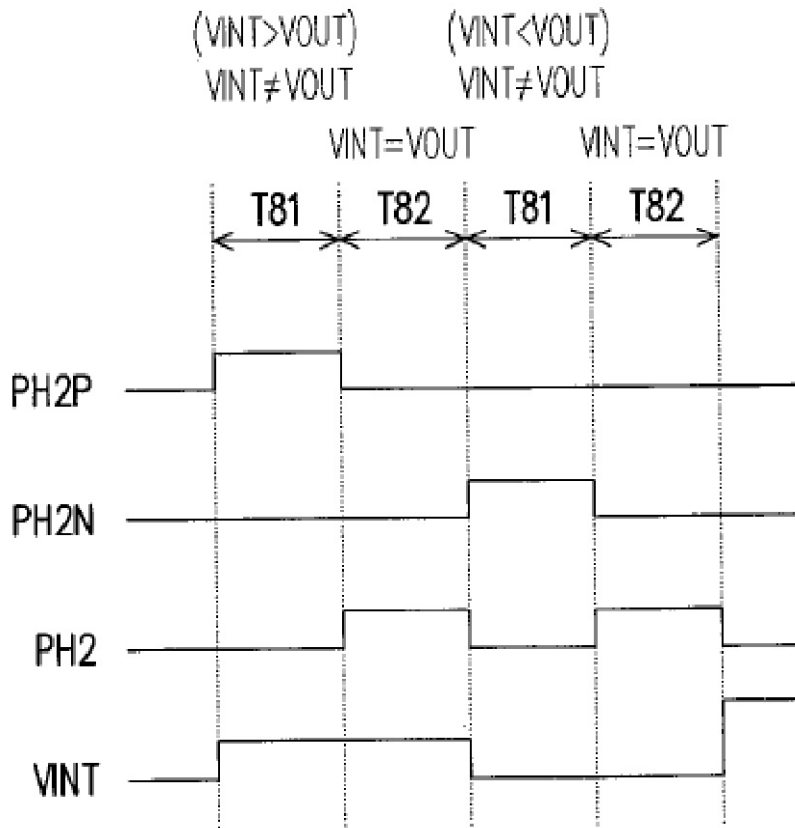 (VINT>VOUT) (VINT<VOUT)
VINT≠VOUT VINT≠VOUT
VINT=VOUT VINT=VOUT
T81 T82 T81 T82
PH2P
PH2N
PH2
VINT